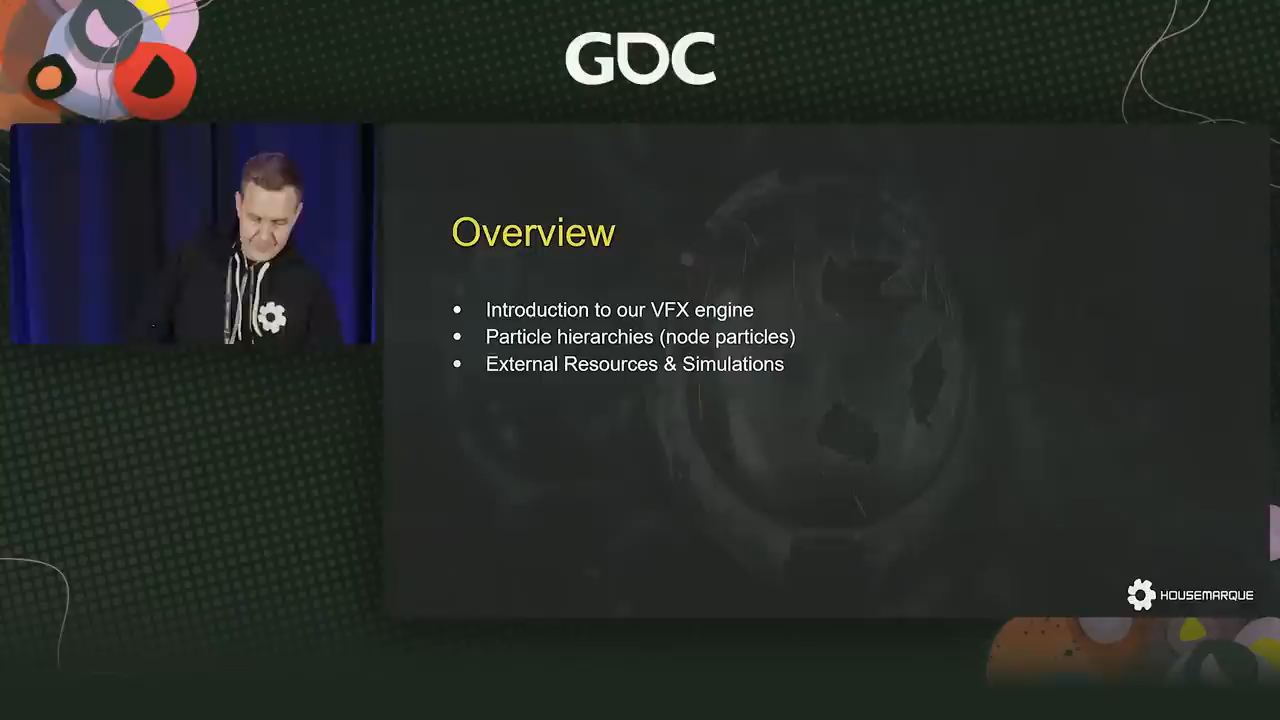 GDC
Overview
• Introduction to our VFX engine
• Particle hierarchies (node particles)
• External Resources & Simulations
HOUSEMARQUE